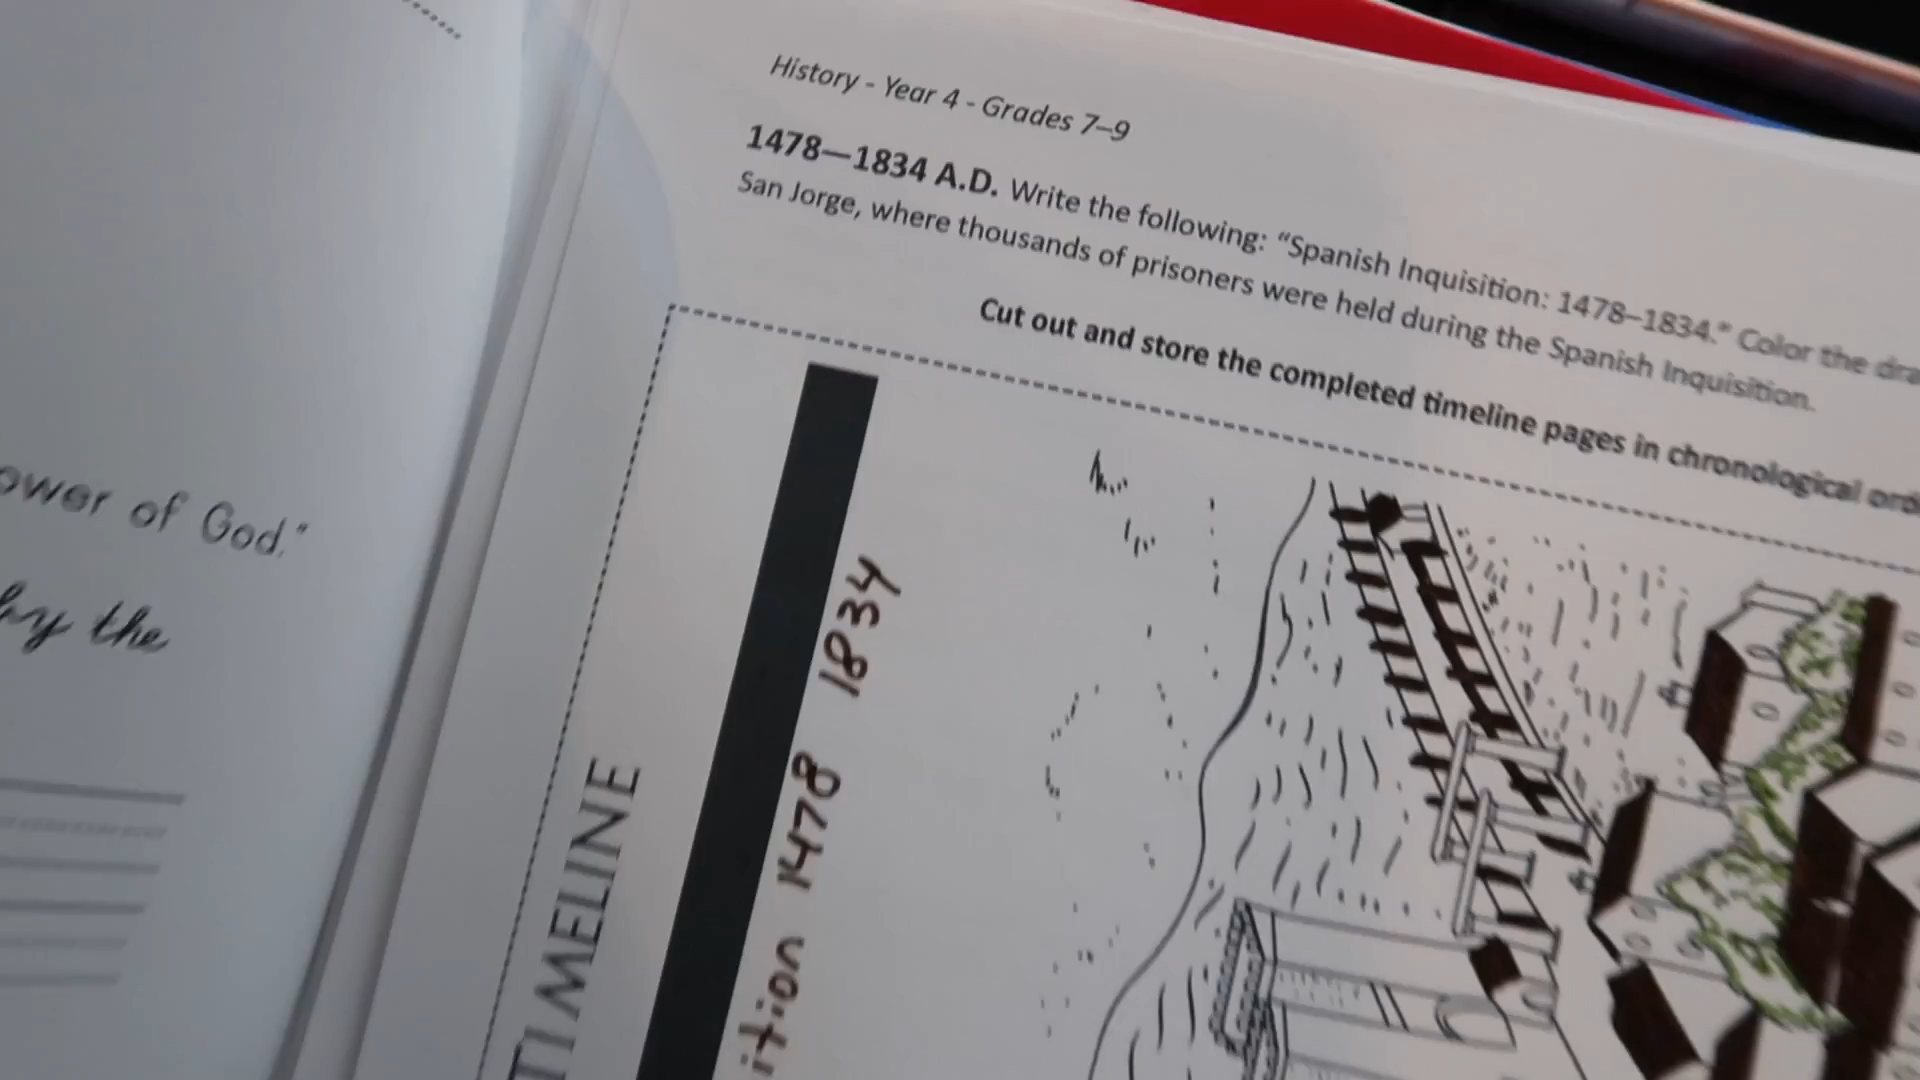 ower of God."
by the
History - Year 4 - Grades 7–9
1478—1834 A.D. Write the following: “Spanish Inquisition: 1478–1834.” Color the
San Jorge, where thousands of prisoners were held during the Spanish Inquisition.
Cut out and store the completed timeline pages in chronological
TIMELINE
ition 1478 1834